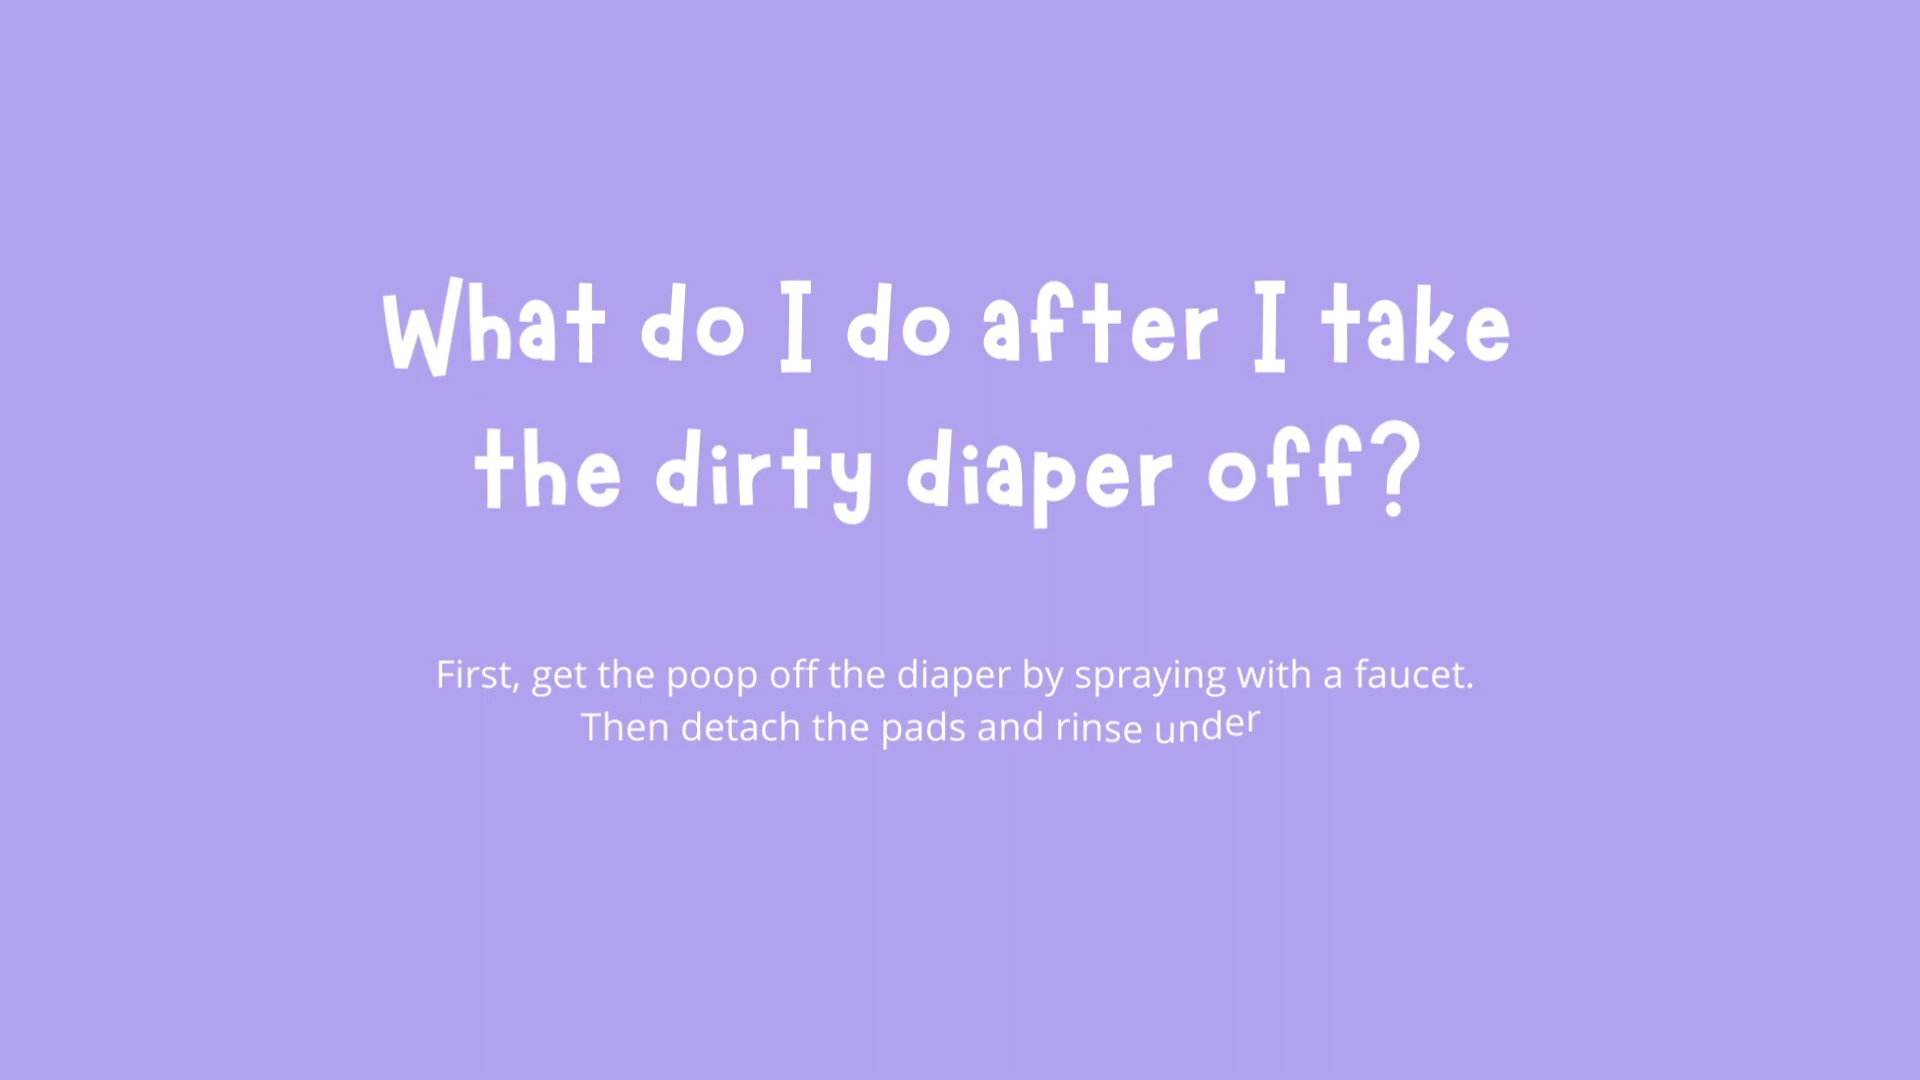 What do I do after I take
the dirty diaper off?
First, get the poop off the diaper by spraying with a faucet.
Then detach the pads and rinse under